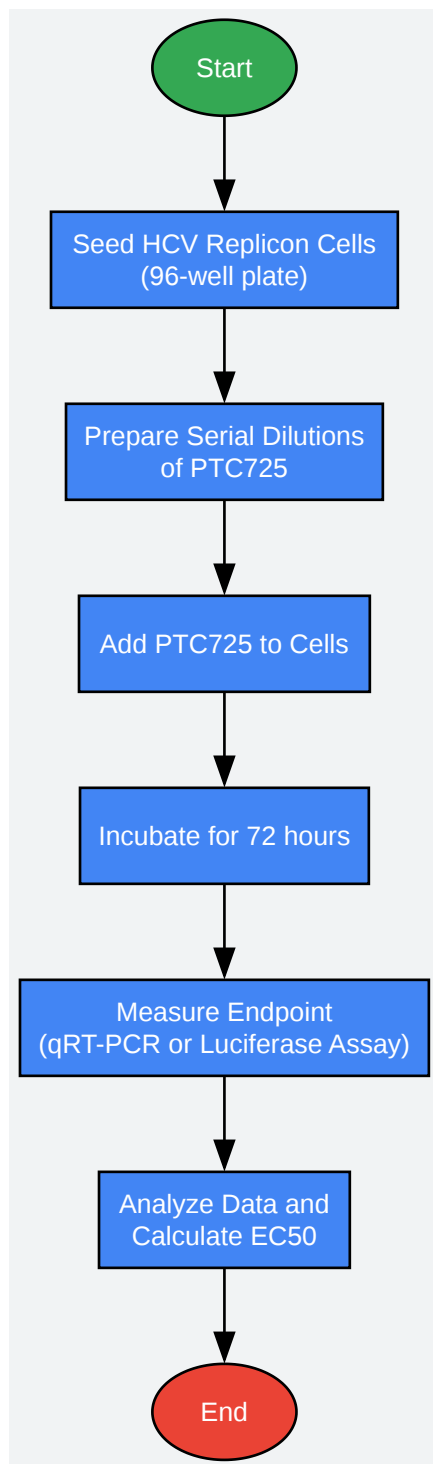 Start
Seed HCV Replicon Cells
(96-well plate)
Prepare Serial Dilutions
of PTC725
Add PTC725 to Cells
Incubate for 72 hours
Measure Endpoint
(qRT-PCR or Luciferase Assay)
Analyze Data and
Calculate EC50
End